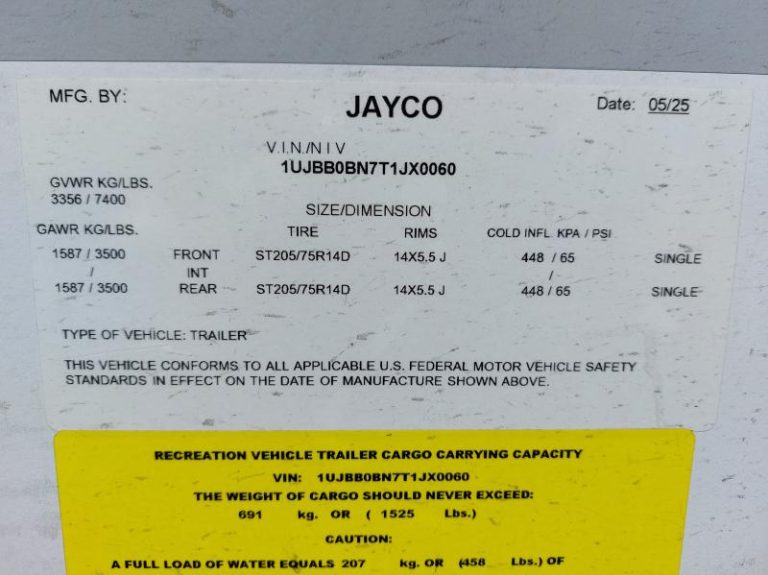 MFG. BY: JAYCO Date: 05/25
V.I.N./N I V
1UJBB0BN7T1JX0060
GVWR KG/LBS.
3356 / 7400
SIZE/DIMENSION
GAWR KG/LBS. TIRE RIMS COLD INFL. KPA / PSI
1587 / 3500 FRONT ST205/75R14D 14X5.5 J 448 / 65 SINGLE
/ INT /
1587 / 3500 REAR ST205/75R14D 14X5.5 J 448 / 65 SINGLE
TYPE OF VEHICLE: TRAILER
THIS VEHICLE CONFORMS TO ALL APPLICABLE U.S. FEDERAL MOTOR VEHICLE SAFETY
STANDARDS IN EFFECT ON THE DATE OF MANUFACTURE SHOWN ABOVE.
RECREATION VEHICLE TRAILER CARGO CARRYING CAPACITY
VIN: 1UJBB0BN7T1JX0060
THE WEIGHT OF CARGO SHOULD NEVER EXCEED:
691 kg. OR ( 1525 Lbs.)
CAUTION:
A FULL LOAD OF WATER EQUALS 207 kg. OR (458 Lbs.) OF